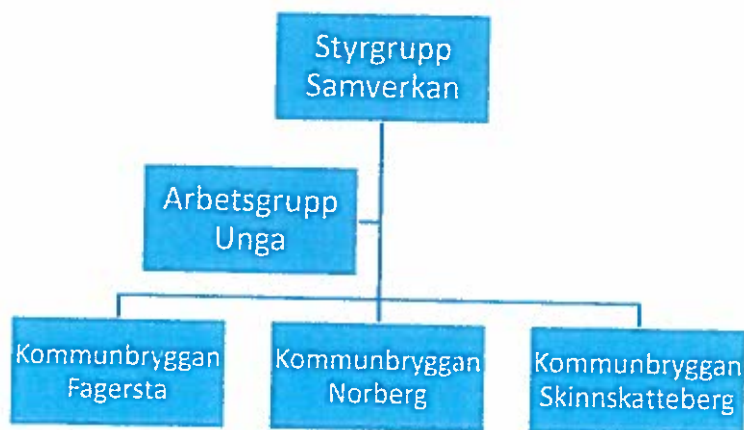 Styrgrupp
Samverkan
Arbetsgrupp
Unga
Kommunbryggan
Fagersta
Kommunbryggan
Norberg
Kommunbryggan
Skinnskatteberg